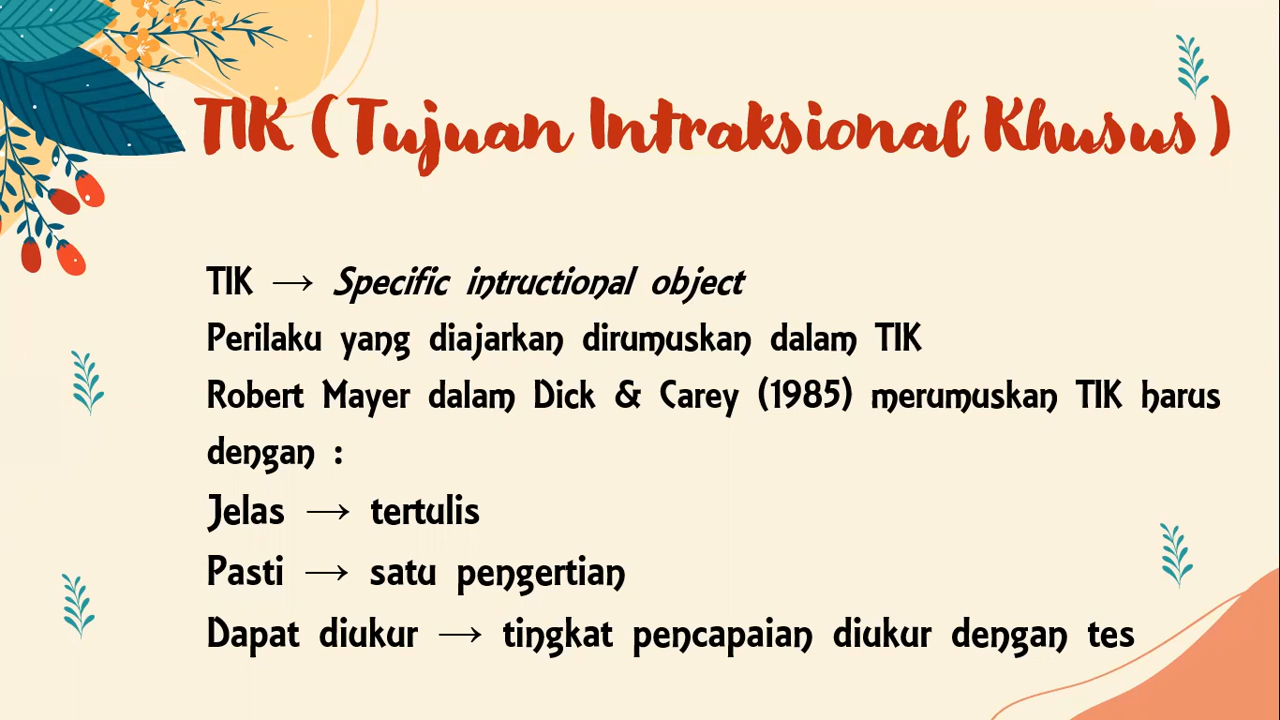 TIK (Tujuan Intraksional Khusus)
TIK → Specific intructional object
Perilaku yang diajarkan dirumuskan dalam TIK
Robert Mayer dalam Dick & Carey (1985) merumuskan TIK harus
dengan :
Jelas → tertulis
Pasti → satu pengertian
Dapat diukur → tingkat pencapaian diukur dengan tes